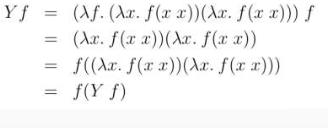 Y f = (λf. (λx. f(x x))(λx. f(x x))) f
= (λx. f(x x))(λx. f(x x))
= f((λx. f(x x))(λx. f(x x)))
= f(Y f)